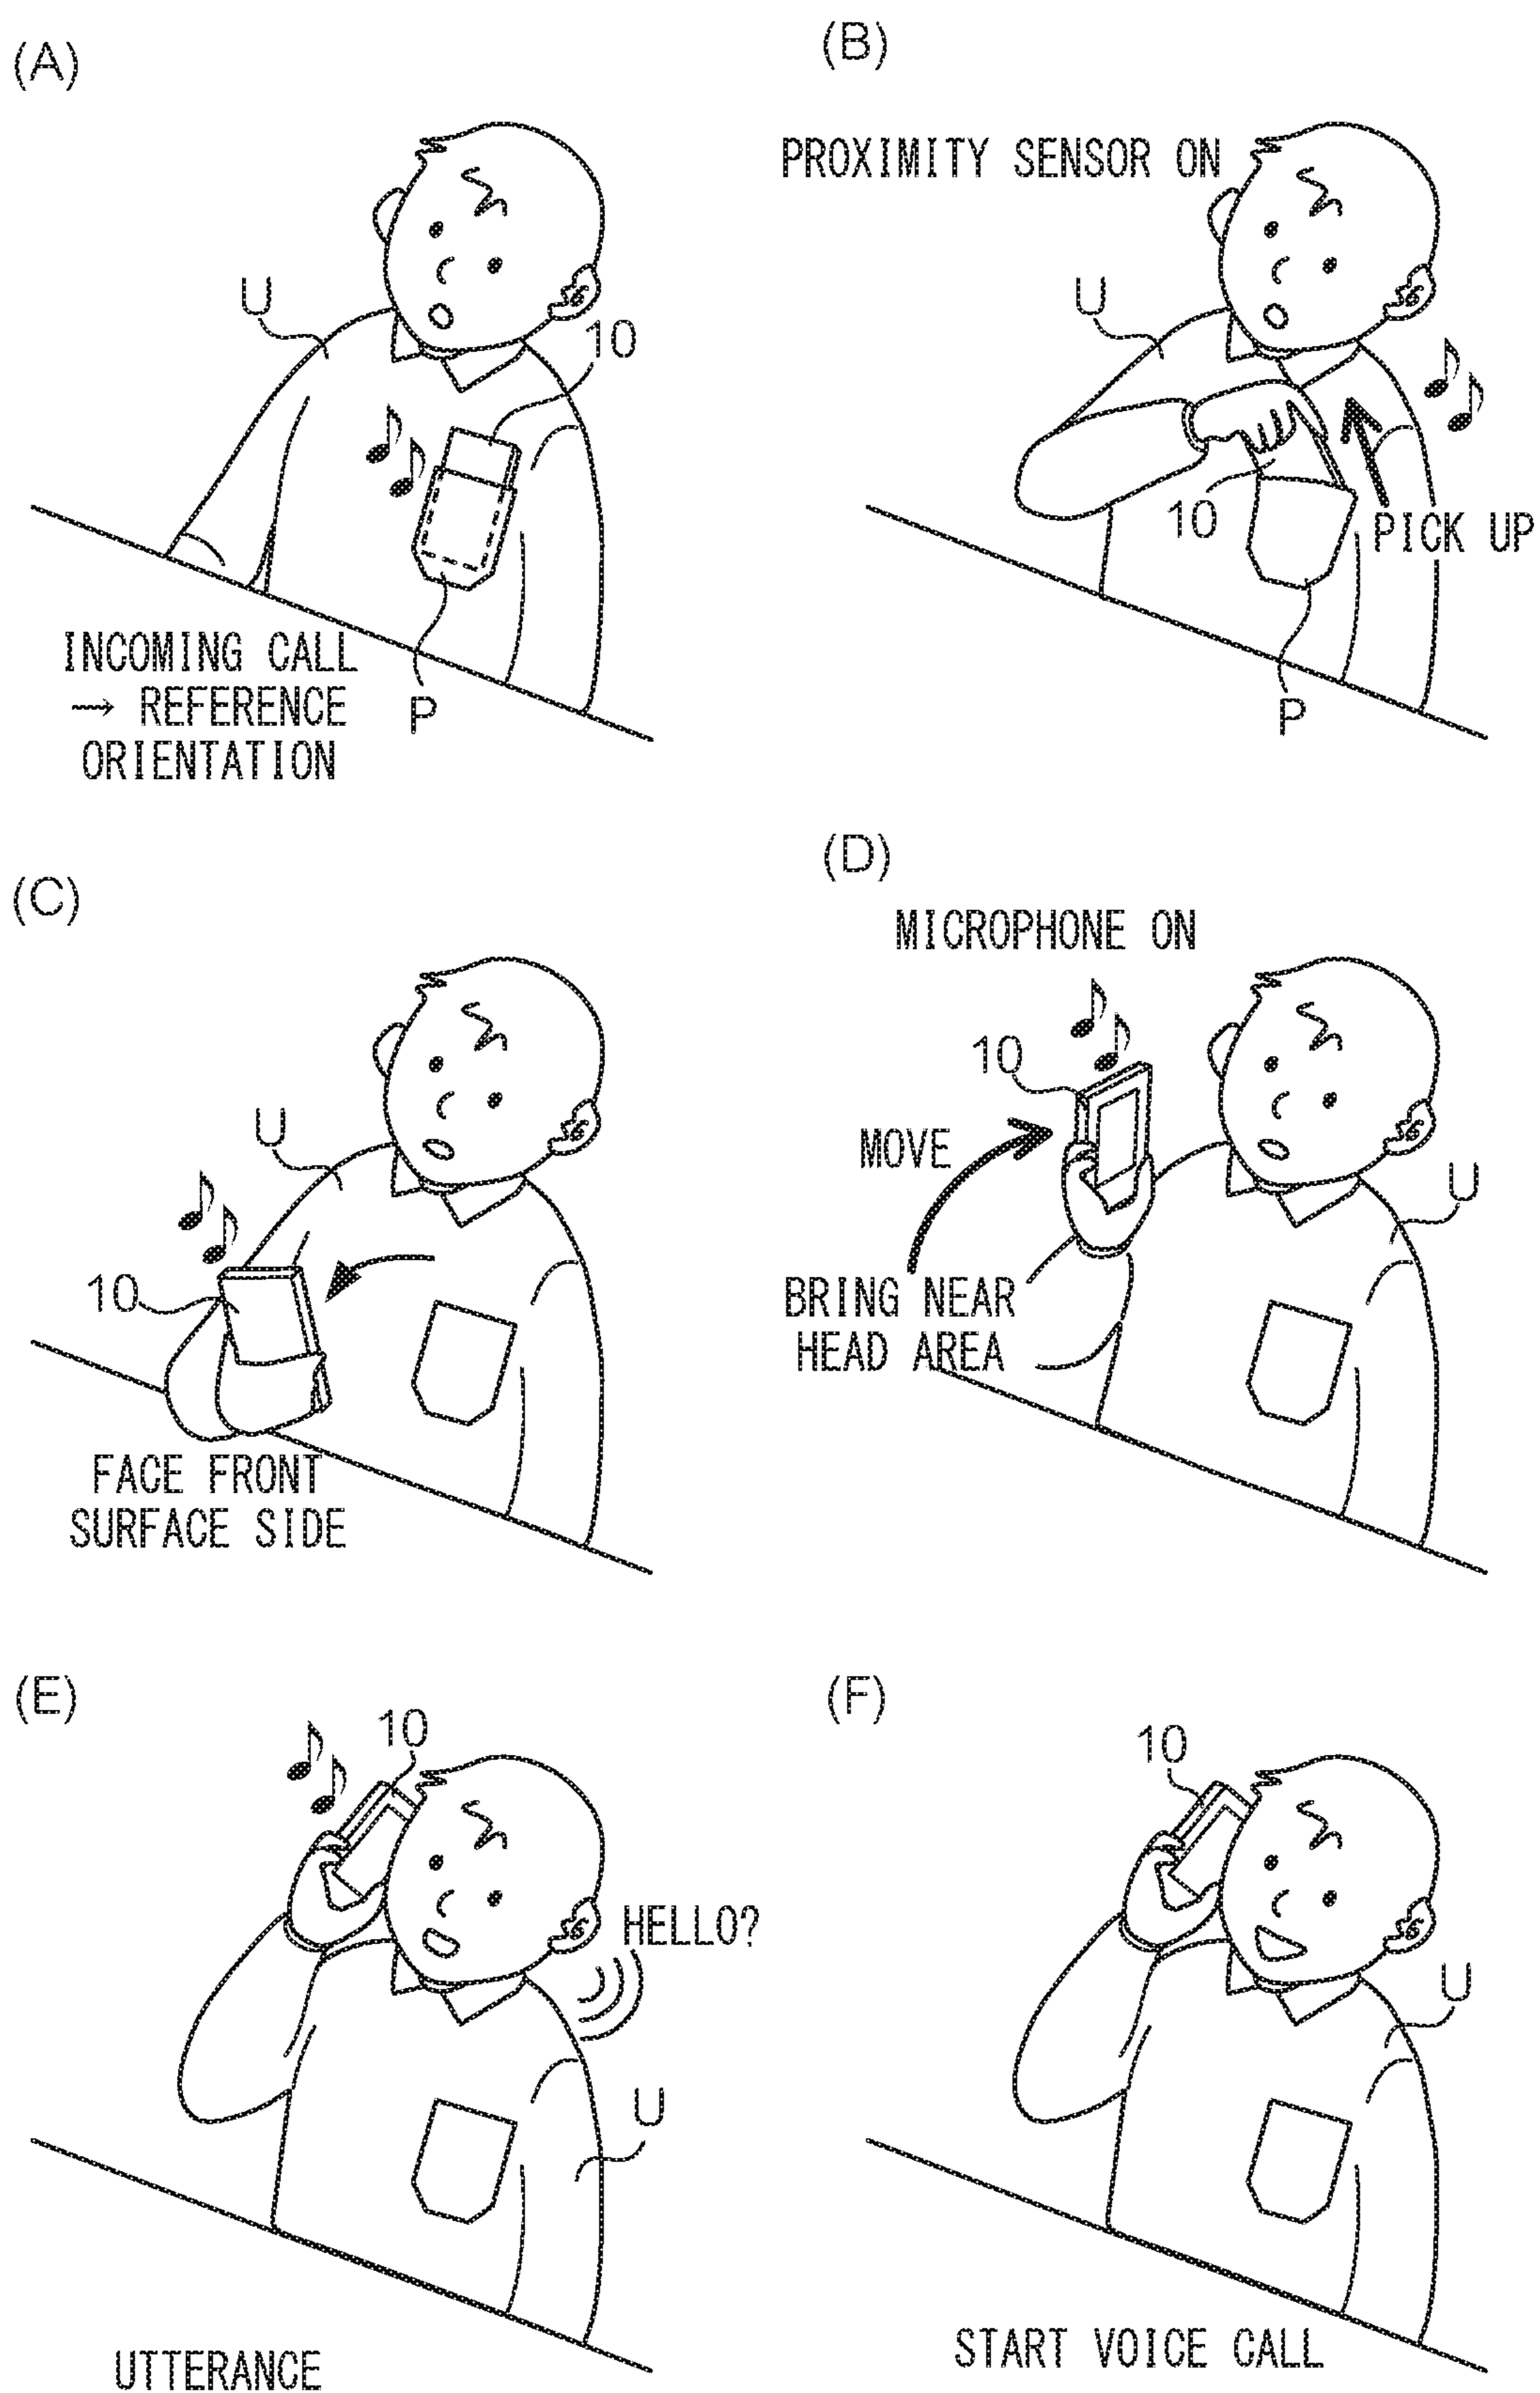 (A)
U
10
INCOMING CALL
→ REFERENCE
ORIENTATION
P
(B)
PROXIMITY SENSOR ON
U
10
PICK UP
P
(C)
U
10
FACE FRONT
SURFACE SIDE
(D)
MICROPHONE ON
10
MOVE
U
BRING NEAR
HEAD AREA
(E)
10
HELLO?
U
UTTERANCE
(F)
10
U
START VOICE CALL